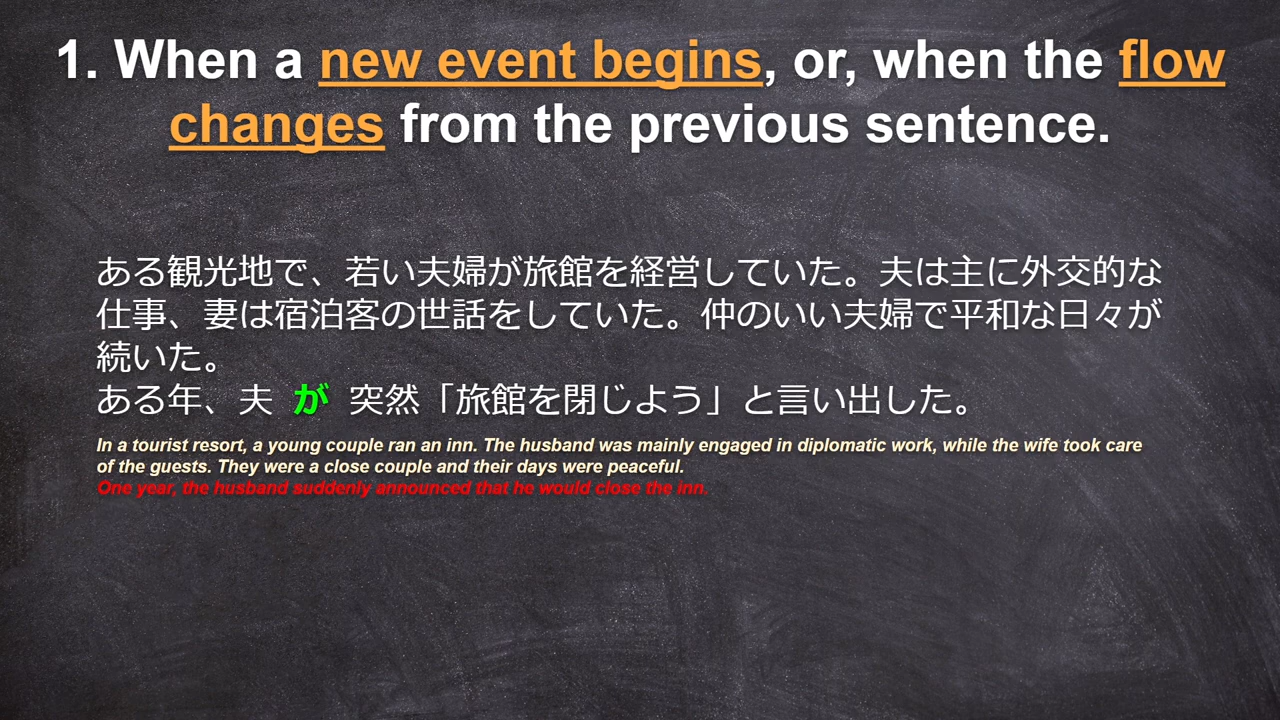 1. When a new event begins, or, when the flow
changes from the previous sentence.
ある観光地で、若い夫婦が旅館を経営していた。夫は主に外交的な
仕事、妻は宿泊客の世話をしていた。仲のいい夫婦で平和な日々が
続いた。
ある年、夫 が 突然「旅館を閉じよう」と言い出した。
In a tourist resort, a young couple ran an inn. The husband was mainly engaged in diplomatic work, while the wife took care
of the guests. They were a close couple and their days were peaceful.
One year, the husband suddenly announced that he would close the inn.